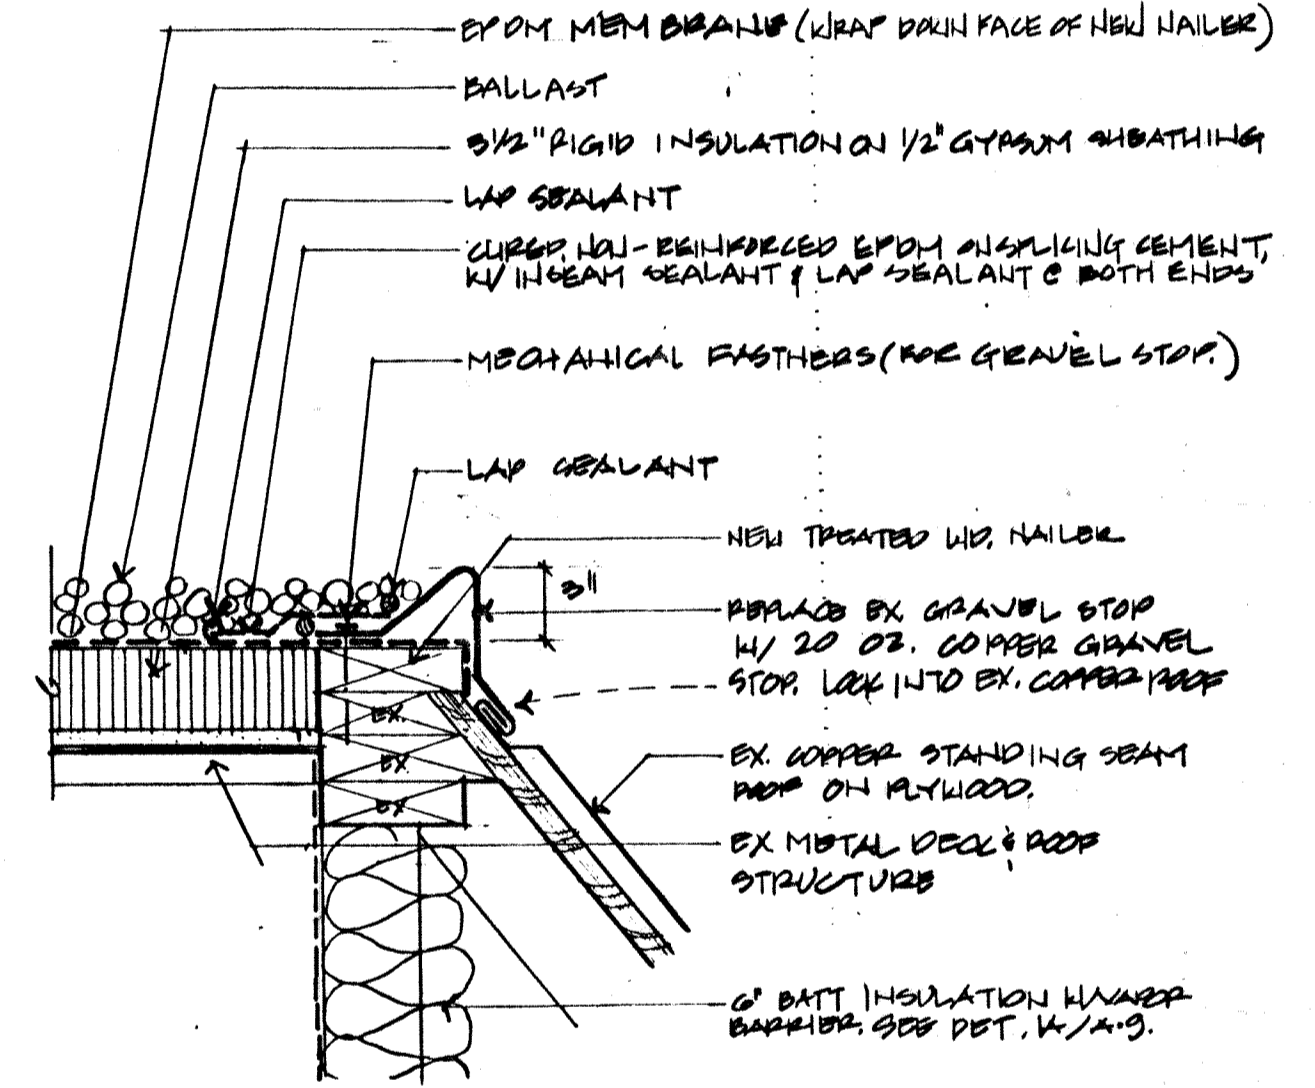 EPDM MEMBRANE (WRAP DOWN FACE OF NEW NAILER)
BALLAST
3 1/2" RIGID INSULATION ON 1/2" GYPSUM SHEATHING
LAP SEALANT
CURED, NON-REINFORCED EPDM ON SPLICING CEMENT,
W/ INSEAM SEALANT & LAP SEALANT @ BOTH ENDS
MECHANICAL FASTNERS (FOR GRAVEL STOP.)
LAP SEALANT
NEW TREATED WD. NAILER
3"
REPLACE EX. GRAVEL STOP
W/ 20 OZ. COPPER GRAVEL
STOP. LOCK INTO EX. COPPER ROOF
EX.
EX
EX
EX. COPPER STANDING SEAM
ROOF ON PLYWOOD.
EX METAL DECK & ROOF
STRUCTURE
6" BATT INSULATION W/VAPOR
BARRIER. SEE DET.